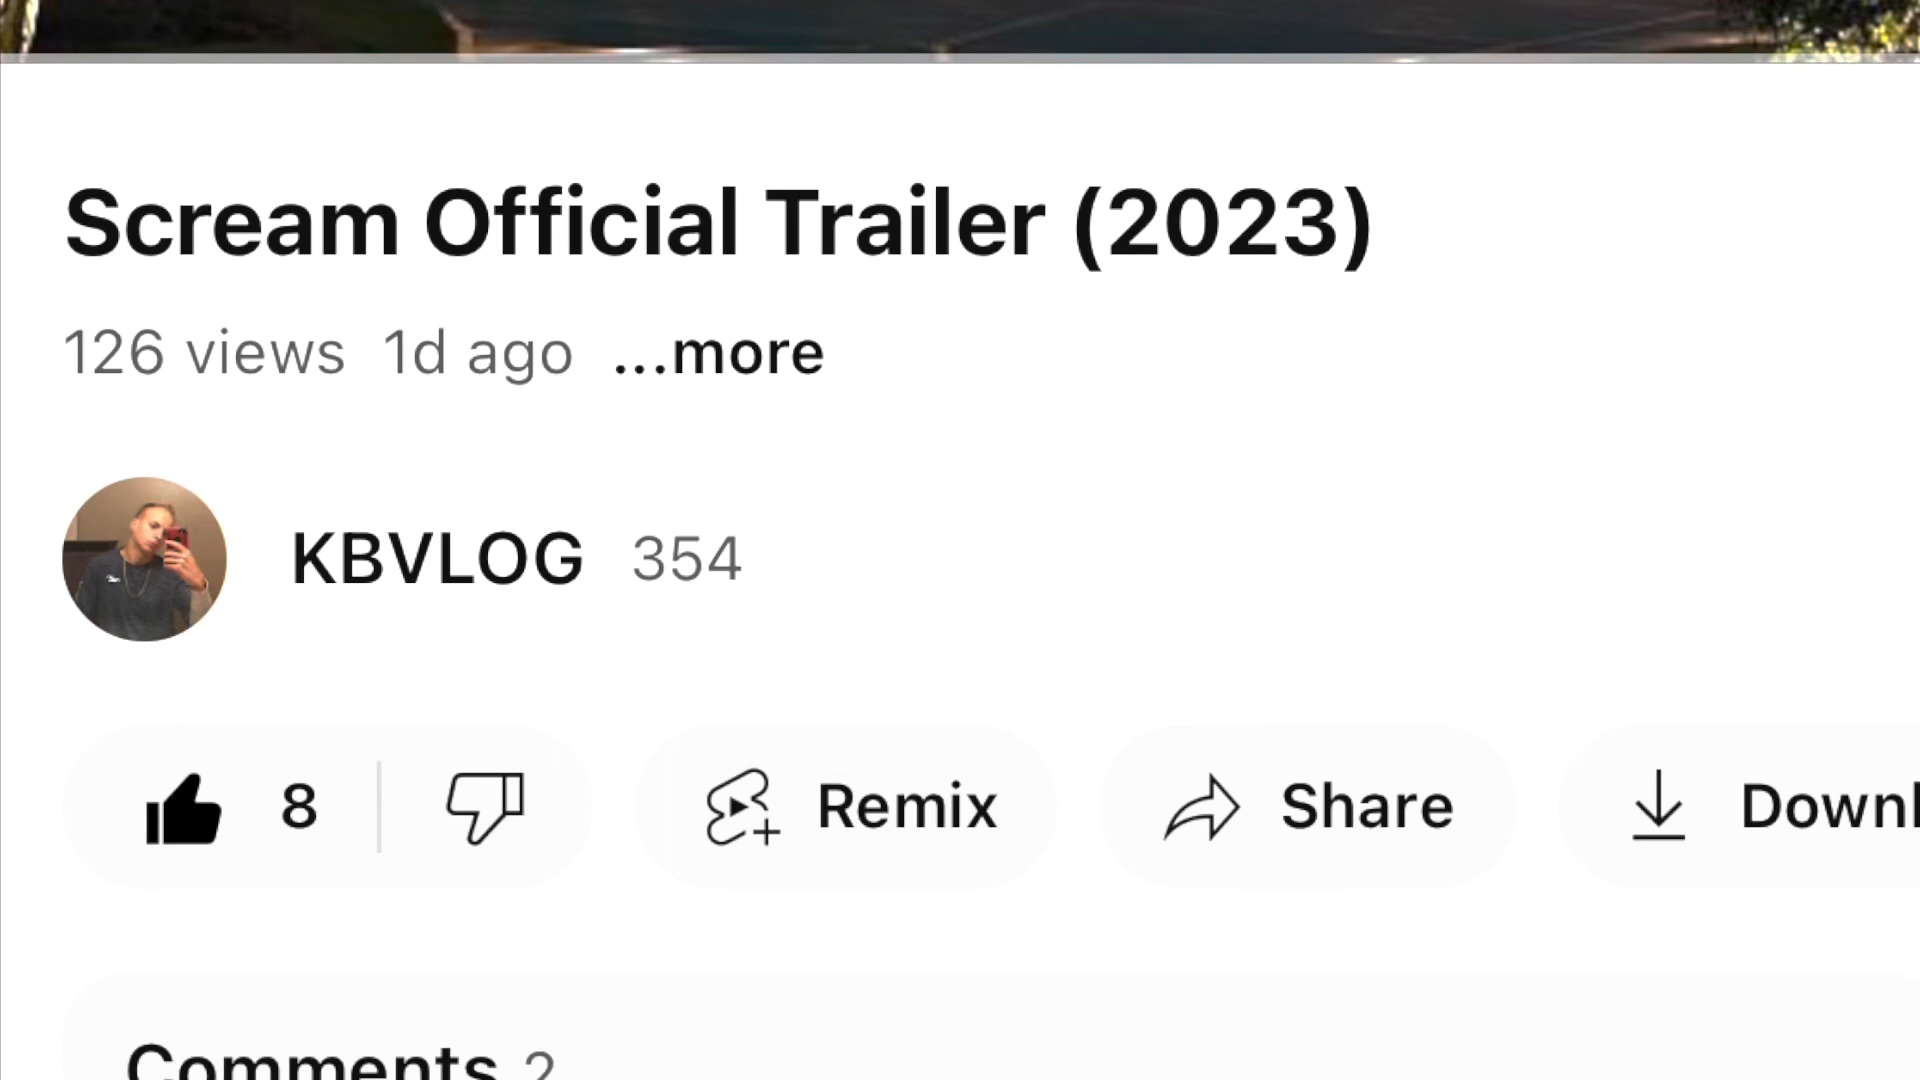 Scream Official Trailer (2023)
126 views 1d ago ...more
KBVLOG 354
8 Remix Share Downl
Comments 2